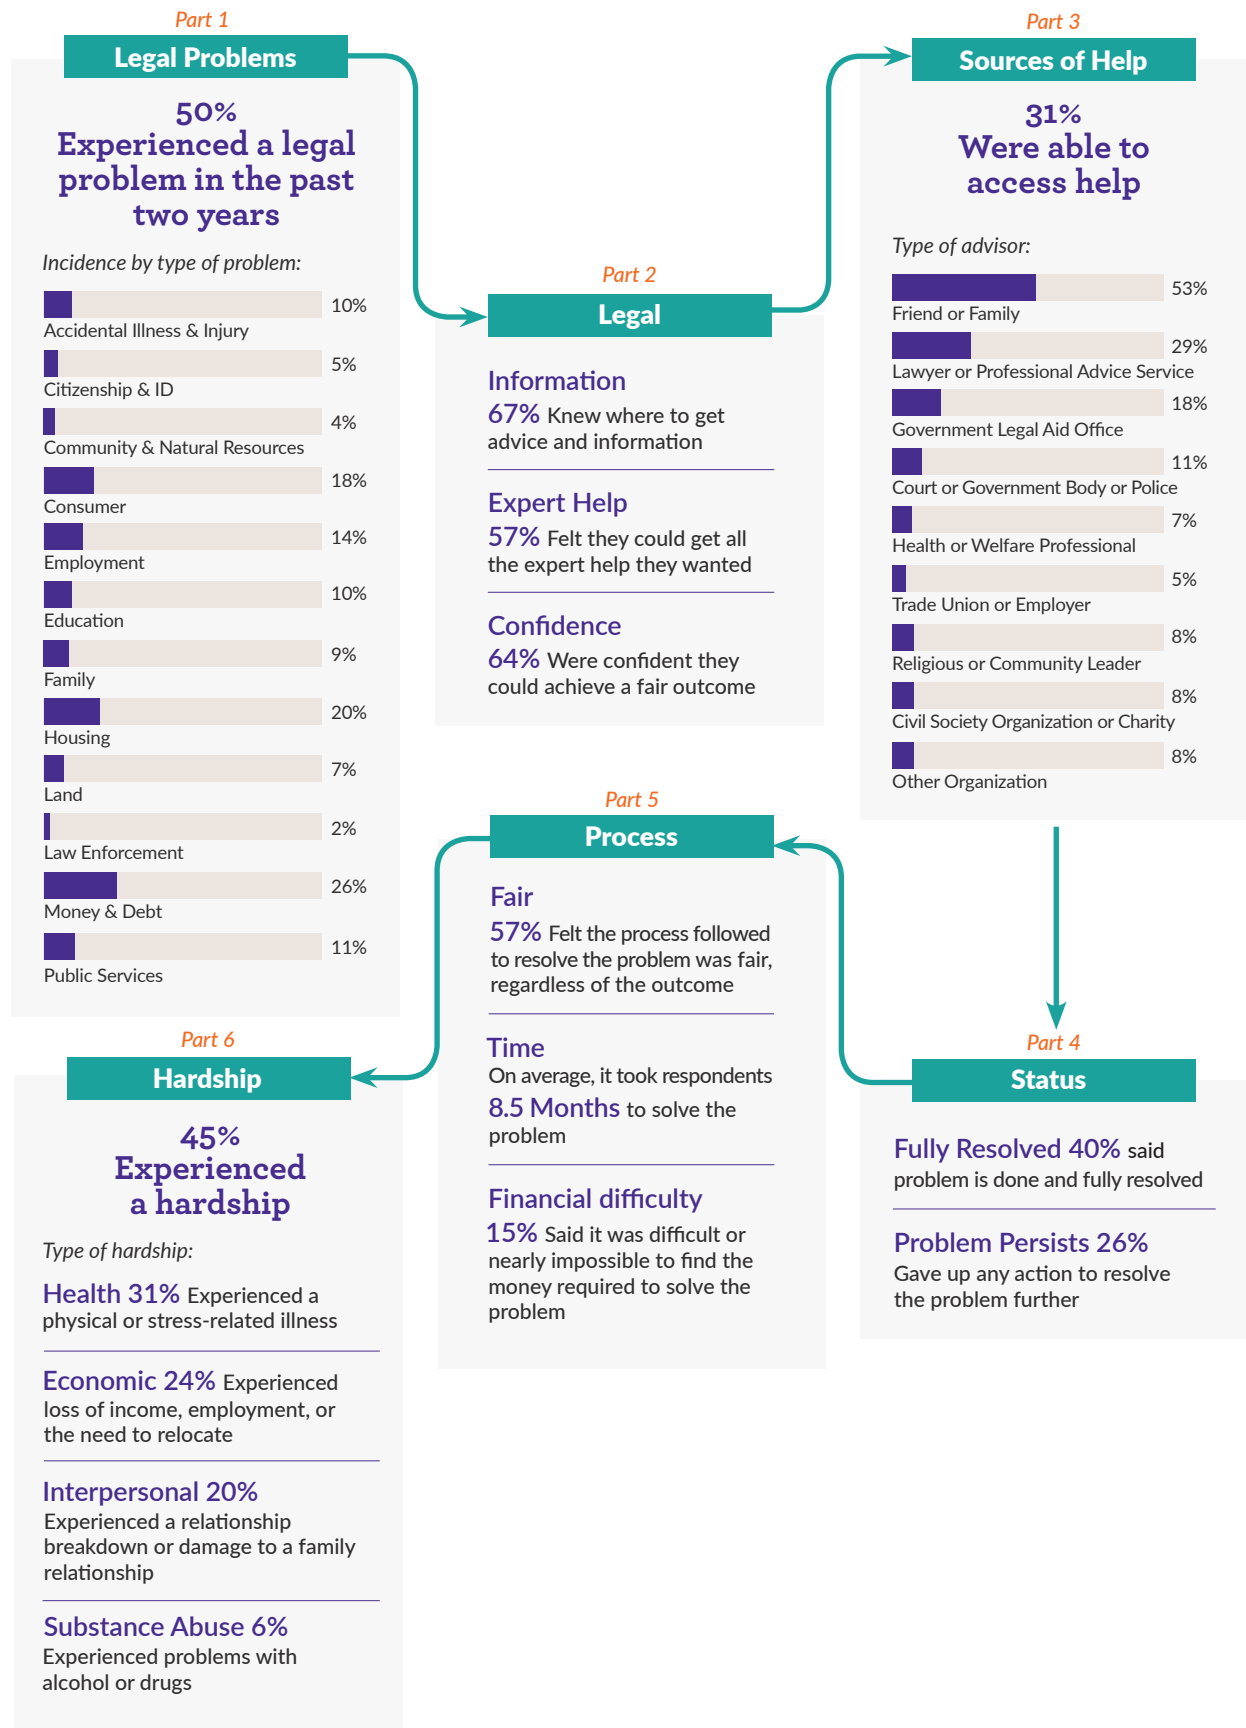 Part 1
Legal Problems
50%
Experienced a legal
problem in the past
two years
Incidence by type of problem:
10%
Accidental Illness & Injury
5%
Citizenship & ID
4%
Community & Natural Resources
18%
Consumer
14%
Employment
10%
Education
9%
Family
20%
Housing
7%
Land
2%
Law Enforcement
26%
Money & Debt
11%
Public Services
Part 2
Legal
Information
67% Knew where to get
advice and information
Expert Help
57% Felt they could get all
the expert help they wanted
Confidence
64% Were confident they
could achieve a fair outcome
Part 3
Sources of Help
31%
Were able to
access help
Type of advisor:
53%
Friend or Family
29%
Lawyer or Professional Advice Service
18%
Government Legal Aid Office
11%
Court or Government Body or Police
7%
Health or Welfare Professional
5%
Trade Union or Employer
8%
Religious or Community Leader
8%
Civil Society Organization or Charity
8%
Other Organization
Part 4
Status
Fully Resolved 40% said
problem is done and fully resolved
Problem Persists 26%
Gave up any action to resolve
the problem further
Part 5
Process
Fair
57% Felt the process followed
to resolve the problem was fair,
regardless of the outcome
Time
On average, it took respondents
8.5 Months to solve the
problem
Financial difficulty
15% Said it was difficult or
nearly impossible to find the
money required to solve the
problem
Part 6
Hardship
45%
Experienced
a hardship
Type of hardship:
Health 31% Experienced a
physical or stress-related illness
Economic 24% Experienced
loss of income, employment, or
the need to relocate
Interpersonal 20%
Experienced a relationship
breakdown or damage to a family
relationship
Substance Abuse 6%
Experienced problems with
alcohol or drugs